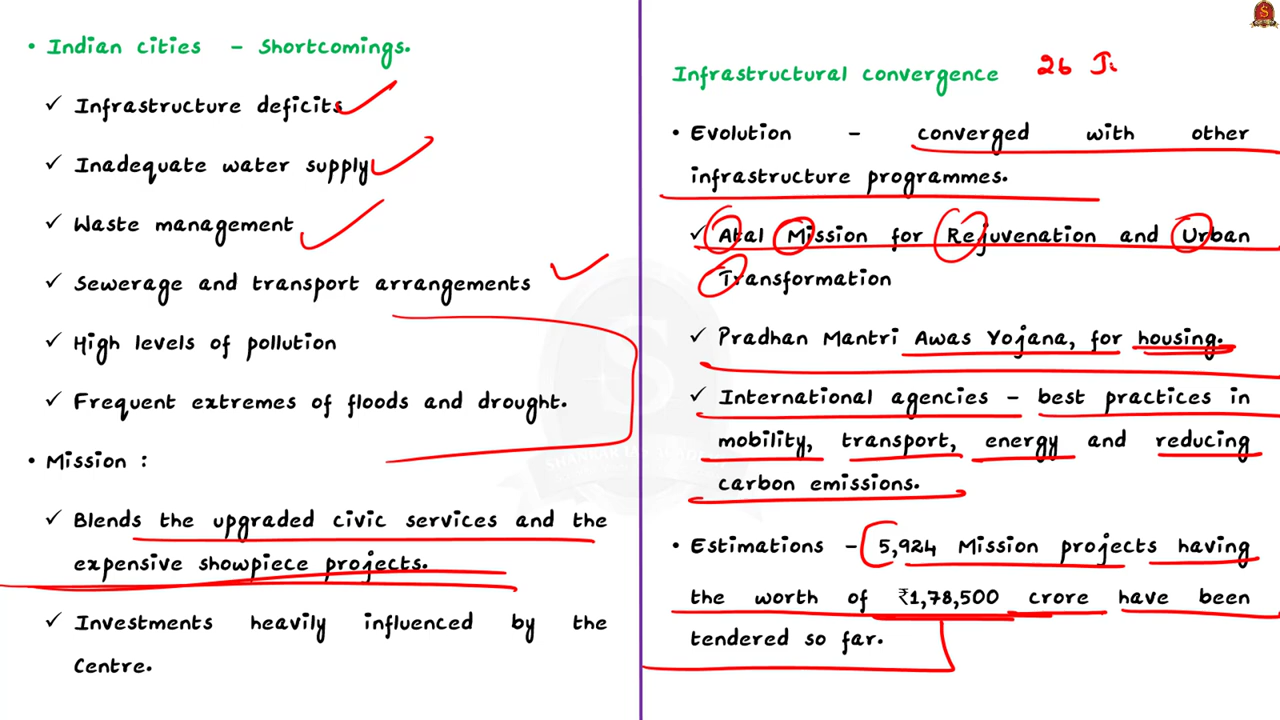 • Indian cities - Shortcomings.
✓ Infrastructure deficits
✓ Inadequate water supply
✓ Waste management
✓ Sewerage and transport arrangements
✓ High levels of pollution
✓ Frequent extremes of floods and drought.
• Mission :
✓ Blends the upgraded civic services and the
expensive showpiece projects.
✓ Investments heavily influenced by the
Centre.
Infrastructural convergence 26
• Evolution - converged with other
infrastructure programmes.
✓ Atal Mission for Rejuvenation and Urban
Transformation
✓ Pradhan Mantri Awas Yojana, for housing.
✓ International agencies - best practices in
mobility, transport, energy and reducing
carbon emissions.
• Estimations - 5,924 Mission projects having
the worth of ₹1,78,500 crore have been
tendered so far.